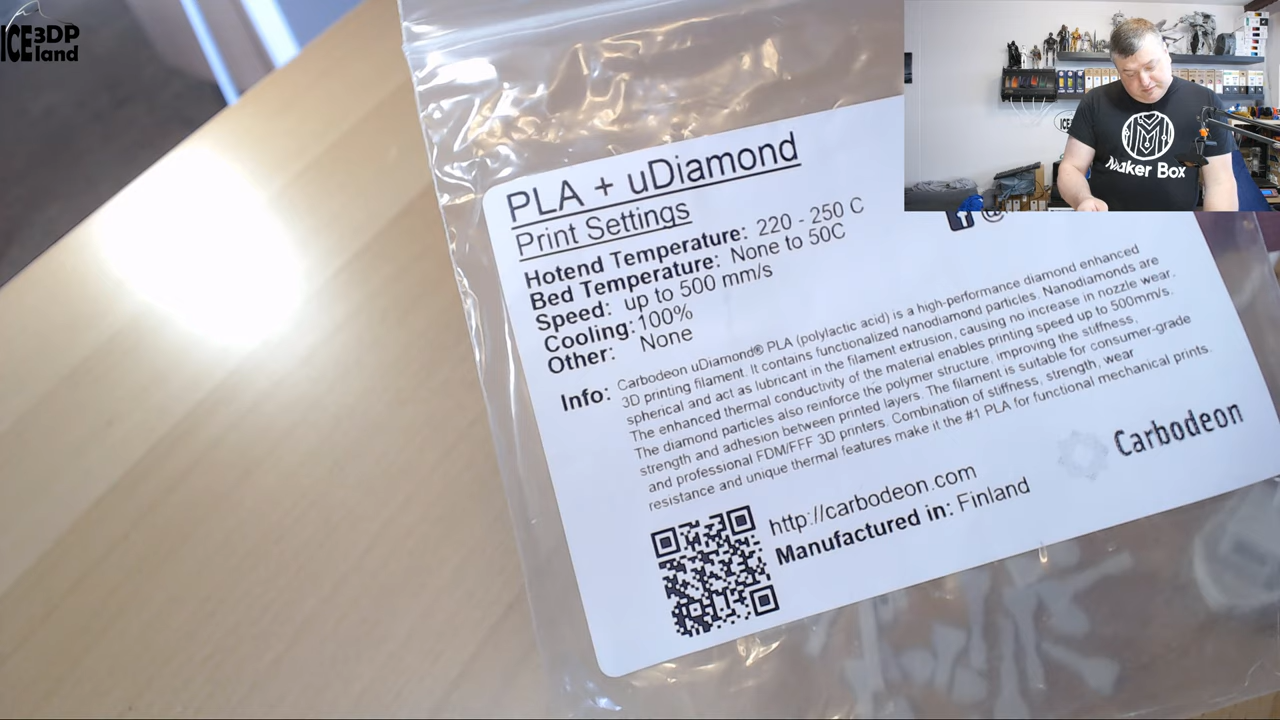 ICE 3DP
land
PLA + uDiamond
Print Settings
Hotend Temperature: 220 - 250 C
Bed Temperature: None to 50C
Speed: up to 500 mm/s
Cooling: 100%
Other: None
Info: Carbodeon uDiamond® PLA (polylactic acid) is a high-performance diamond enhanced
3D printing filament. It contains functionalized nanodiamond particles. Nanodiamonds are
spherical and act as lubricant in the filament extrusion, causing no increase in nozzle wear.
The enhanced thermal conductivity of the material enables printing speed up to 500mm/s.
The diamond particles also reinforce the polymer structure, improving the stiffness,
strength and adhesion between printed layers. The filament is suitable for consumer-grade
and professional FDM/FFF 3D printers. Combination of stiffness, strength, wear
resistance and unique thermal features make it the #1 PLA for functional mechanical prints.
Carbodeon
http://carbodeon.com
Manufactured in: Finland
Maker Box
ICE